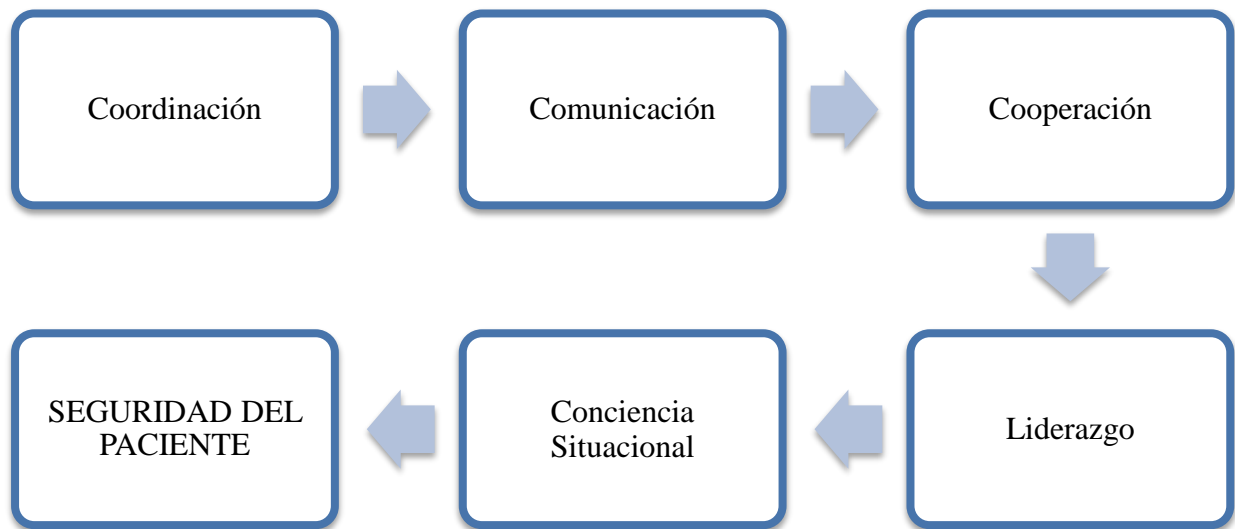 Coordinación
Comunicación
Cooperación
Liderazgo
Conciencia
Situacional
SEGURIDAD DEL
PACIENTE